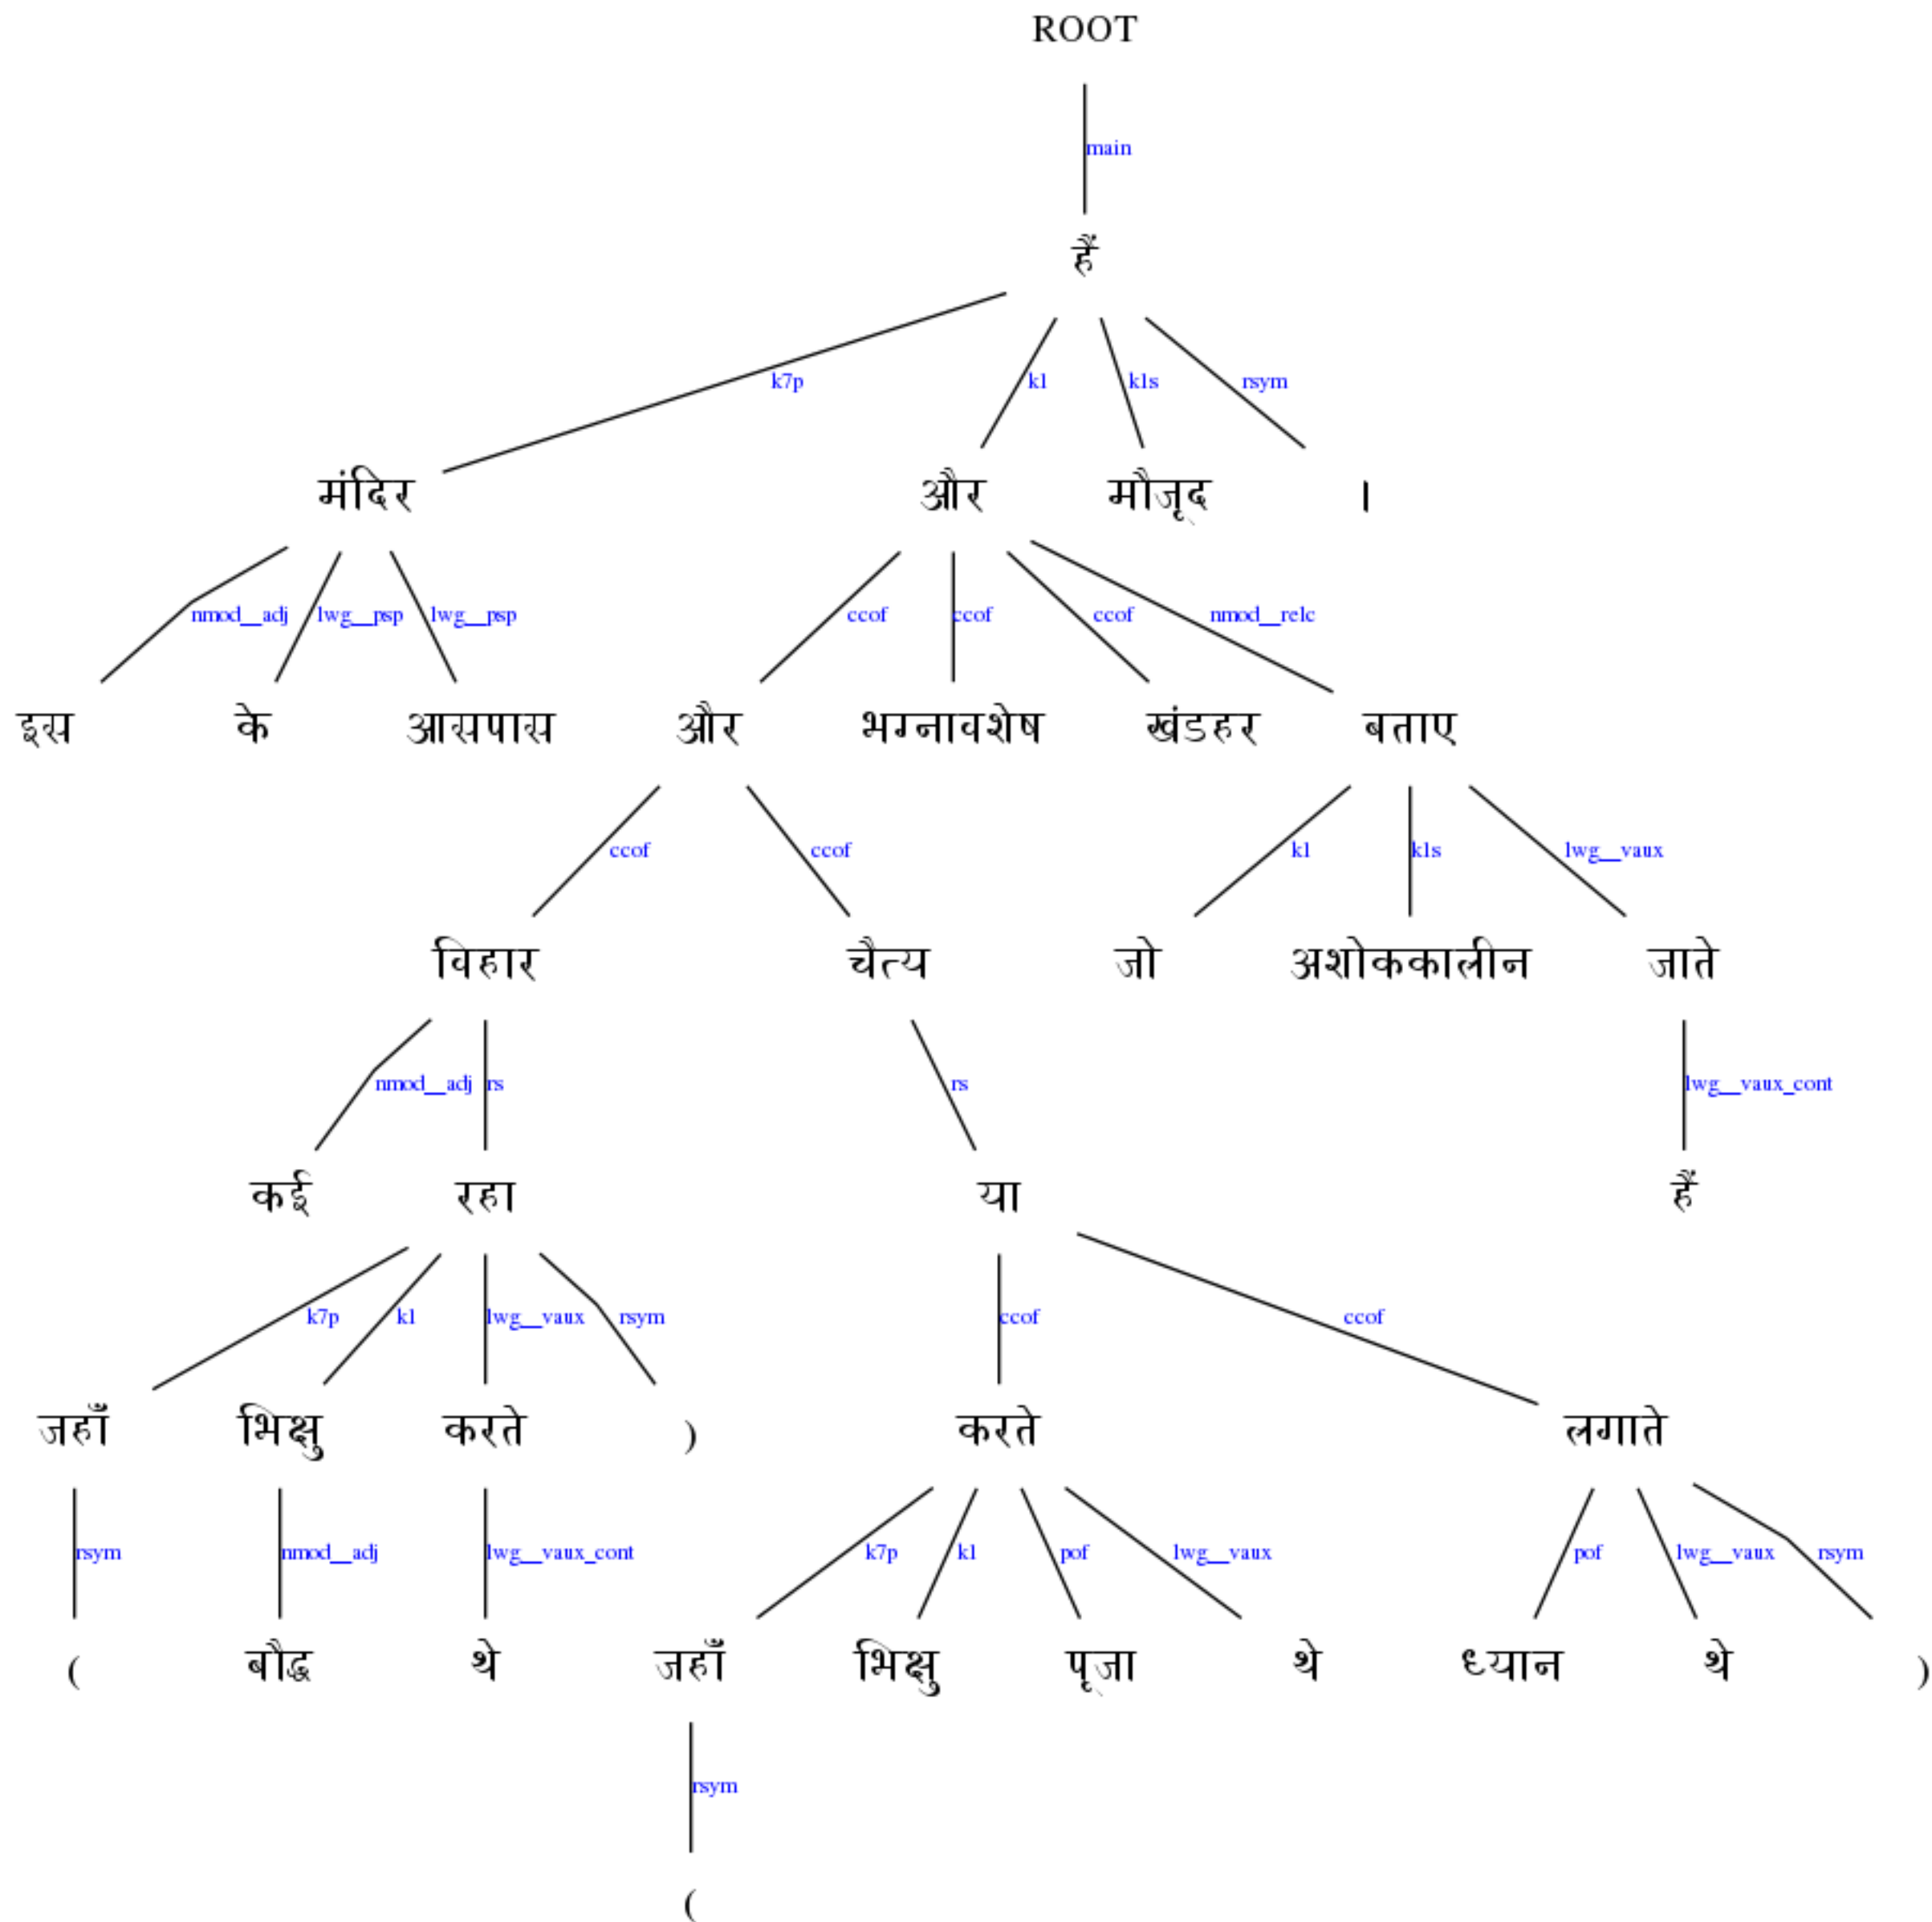 ROOT
main
हैं
k7p k1 k1s rsym
मंदिर और मौजूद ।
nmod__adj lwg__psp lwg__psp ccof ccof ccof nmod__relc
इस के आसपास और भग्नावशेष खंडहर बताए
ccof ccof k1 k1s lwg__vaux
विहार चैत्य जो अशोककालीन जाते
nmod__adj rs rs lwg__vaux_cont
कई रहा या हैं
k7p k1 lwg__vaux rsym ccof ccof
जहाँ भिक्षु करते ) करते लगाते
rsym nmod__adj lwg__vaux_cont k7p k1 pof lwg__vaux pof lwg__vaux rsym
( बौद्ध थे जहाँ भिक्षु पूजा थे ध्यान थे )
rsym
(